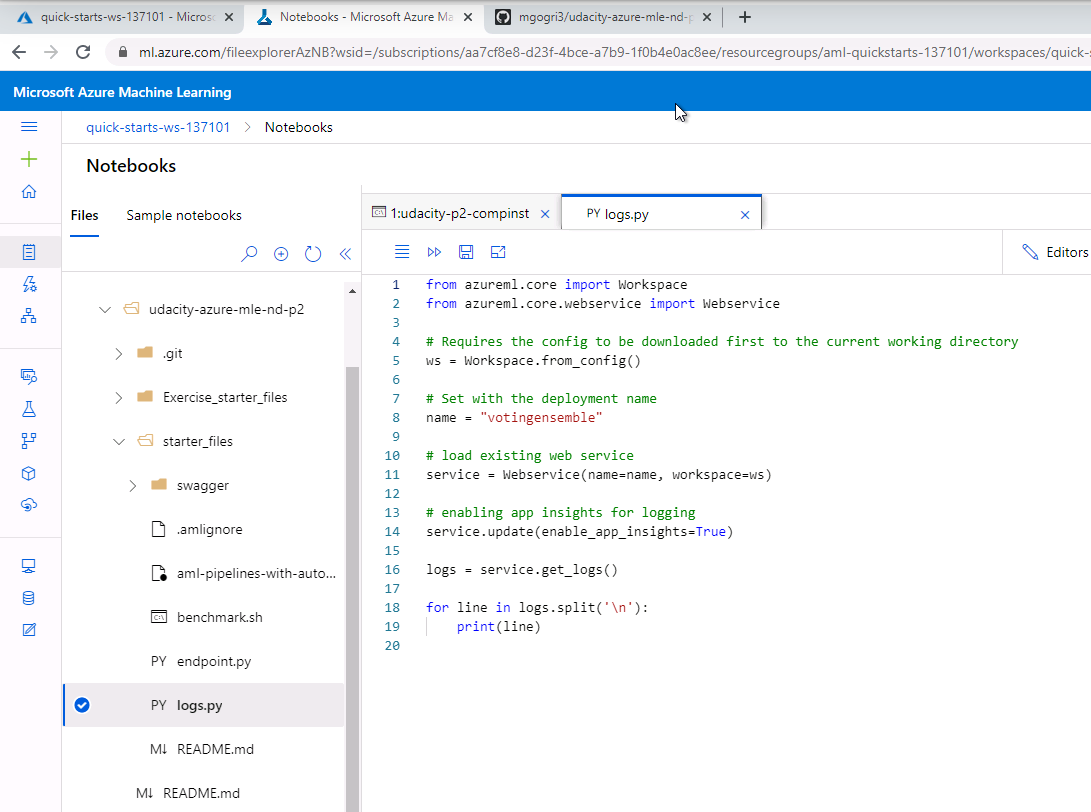 quick-starts-ws-137101 - Micros
Notebooks - Microsoft Azure Ma
mgogri3/udacity-azure-mle-nd-p
ml.azure.com/fileexplorerAzNB?wsid=/subscriptions/aa7cf8e8-d23f-4bce-a7b9-1f0b4e0ac8ee/resourcegroups/aml-quickstarts-137101/workspaces/quick-
Microsoft Azure Machine Learning
quick-starts-ws-137101 > Notebooks
Notebooks
Files
Sample notebooks
udacity-azure-mle-nd-p2
.git
Exercise_starter_files
starter_files
swagger
.amlignore
aml-pipelines-with-auto...
benchmark.sh
PY endpoint.py
PY logs.py
M↓ README.md
M↓ README.md
1:udacity-p2-compinst
PY logs.py
Editors
1 from azureml.core import Workspace
2 from azureml.core.webservice import Webservice
3
4 # Requires the config to be downloaded first to the current working directory
5 ws = Workspace.from_config()
6
7 # Set with the deployment name
8 name = "votingensemble"
9
10 # load existing web service
11 service = Webservice(name=name, workspace=ws)
12
13 # enabling app insights for logging
14 service.update(enable_app_insights=True)
15
16 logs = service.get_logs()
17
18 for line in logs.split('\n'):
19     print(line)
20